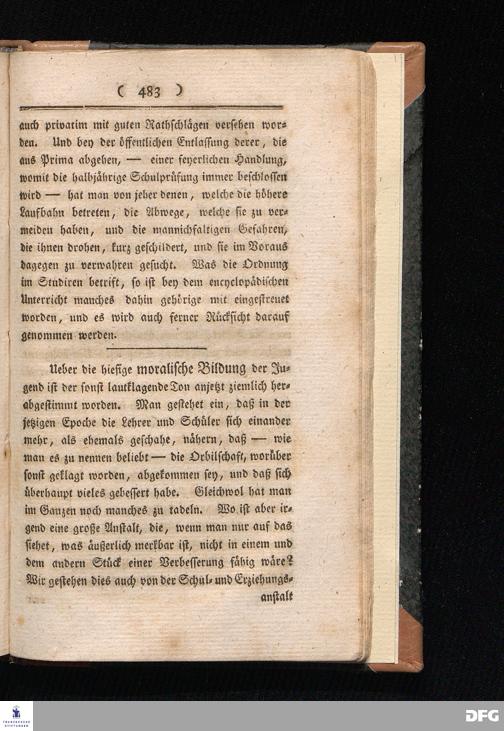 ( 483 )
auch privatim mit guten Rathschlägen versehen wor=
den. Und bey der öffentlichen Entlassung derer, die
aus Prima abgehen, — einer feyerlichen Handlung,
womit die halbjährige Schulprüfung immer beschlossen
wird — hat man von jeher denen, welche die höhere
Laufbahn betreten, die Abwege, welche sie zu ver=
meiden haben, und die mannichfaltigen Gefahren,
die ihnen drohen, kurz geschildert, und sie im Voraus
dagegen zu verwahren gesucht. Was die Ordnung
im Studiren betrift, so ist bey dem encyclopädischen
Unterricht manches dahin gehörige mit eingestreuet
worden, und es wird auch ferner Rücksicht darauf
genommen werden.
Ueber die hiesige moralische Bildung der Ju=
gend ist der sonst lautklagende Ton anjetzt ziemlich her=
abgestimmt worden. Man gestehet ein, daß in der
jetzigen Epoche die Lehrer und Schüler sich einander
mehr, als ehemals geschahe, nähern, daß — wie
man es zu nennen beliebt — die Orbilschaft, worüber
sonst geklagt worden, abgekommen sey, und daß sich
überhaupt vieles gebessert habe. Gleichwol hat man
im Ganzen noch manches zu tadeln. Wo ist aber ir=
gend eine große Anstalt, die, wenn man nur auf das
siehet, was äußerlich merkbar ist, nicht in einem und
dem andern Stück einer Verbesserung fähig wäre?
Wir gestehen dies auch von der Schul= und Erziehungs=
anstalt
FRANCKESCHE
STIFTUNGEN
DFG